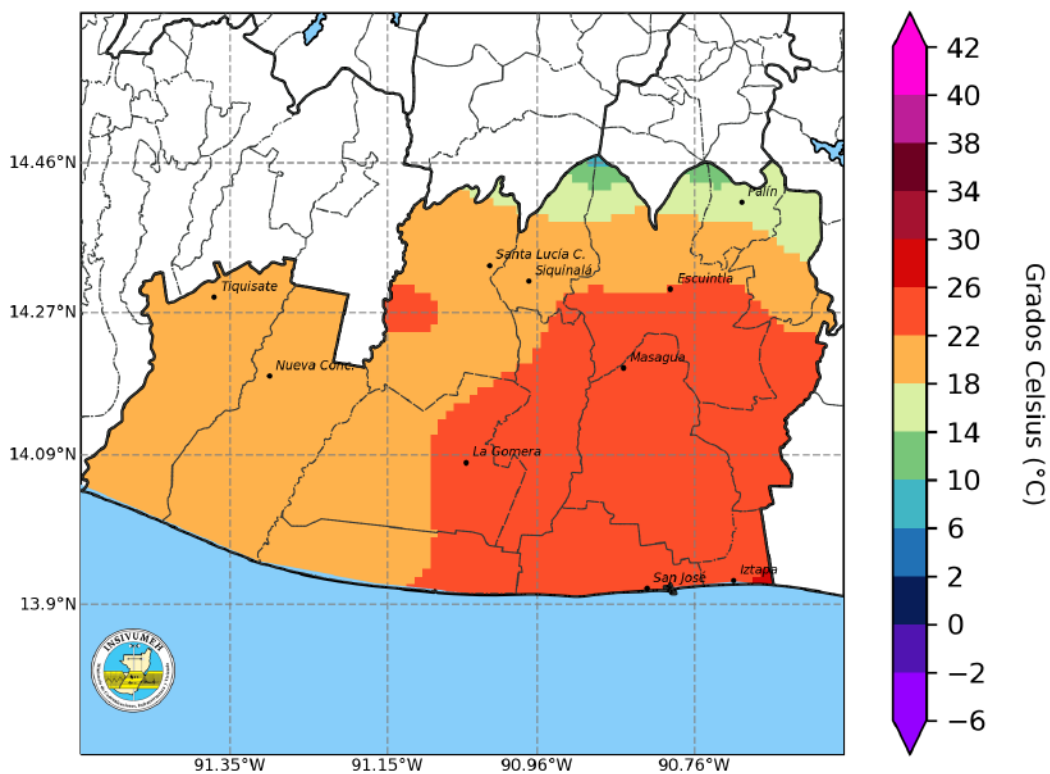 14.46°N
14.27°N
14.09°N
13.9°N
91.35°W
91.15°W
90.96°W
90.76°W
Palín
Santa Lucía C.
Siquinalá
Escuintla
Tiquisate
Nueva Conc.
Masagua
La Gomera
San José
Iztapa
INSIVUMEH
42
40
38
34
30
26
22
18
14
10
6
2
0
−2
−6
Grados Celsius (°C)